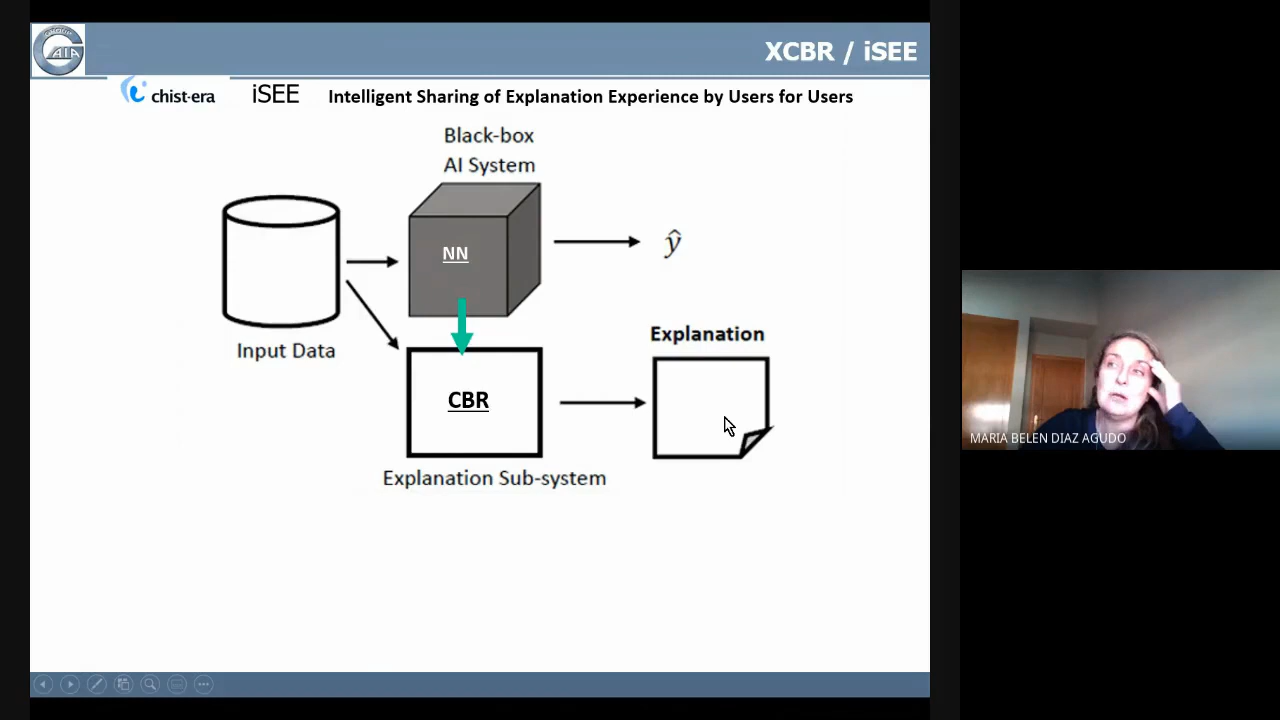 GAIA
XCBR / iSEE
chist-era
iSEE
Intelligent Sharing of Explanation Experience by Users for Users
Black-box
AI System
NN
ŷ
Input Data
Explanation
CBR
Explanation Sub-system
MARIA BELEN DIAZ AGUDO